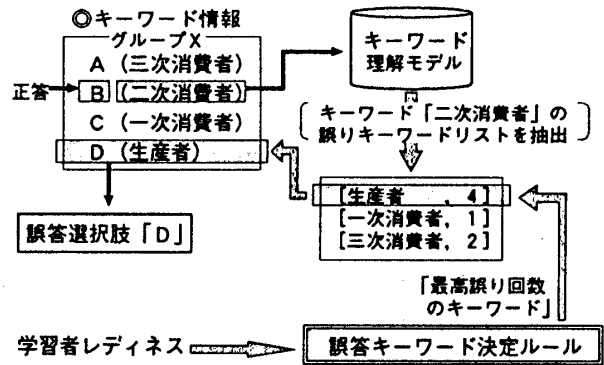 ◎キーワード情報
グループX
A (三次消費者)
正答
B (二次消費者)
C (一次消費者)
D (生産者)
誤答選択肢「D」
キーワード
理解モデル
キーワード「二次消費者」の
誤りキーワードリストを抽出
[生産者 , 4]
[一次消費者, 1]
[三次消費者, 2]
「最高誤り回数
のキーワード」
学習者レディネス
誤答キーワード決定ルール